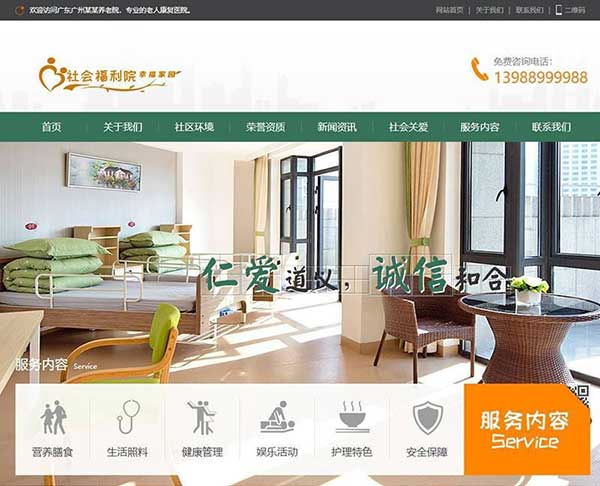 欢迎访问广东广州某某养老院、专业的老人康复医院。
网站首页 | 关于我们 | 联系我们 | 二维码
社会福利院 幸福家园
免费咨询电话：
13988999988
首页 关于我们 社区环境 荣誉资质 新闻资讯 社会关爱 服务内容 联系我们
仁爱道义，诚信和合
服务内容 Service
营养膳食 生活照料 健康管理 娱乐活动 护理特色 安全保障
服务内容
Service